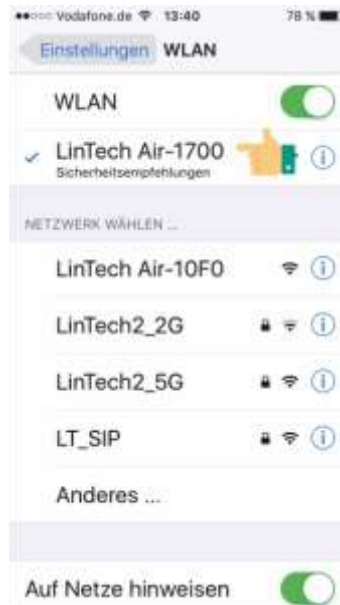 Vodafone.de 13:40 78 %
Einstellungen WLAN
WLAN
LinTech Air-1700
Sicherheitsempfehlungen
NETZWERK WÄHLEN ...
LinTech Air-10F0
LinTech2_2G
LinTech2_5G
LT_SIP
Anderes ...
Auf Netze hinweisen